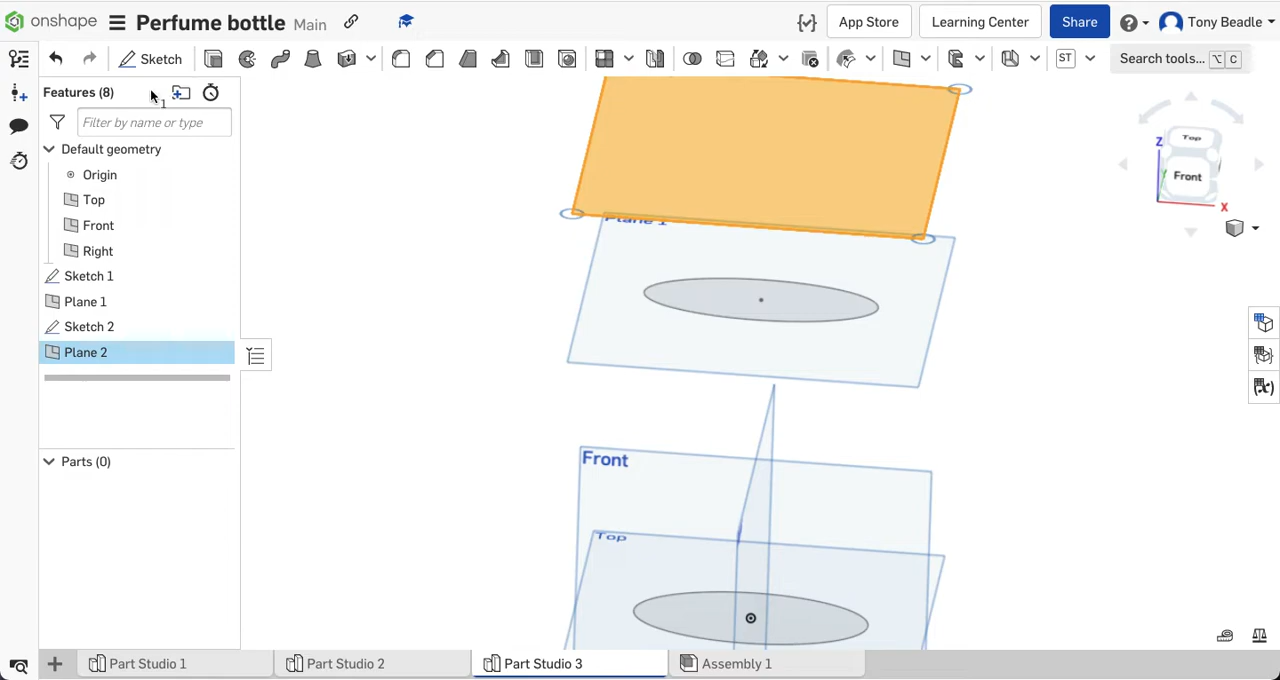 onshape Perfume bottle Main App Store Learning Center Share Tony Beadle
Sketch ST Search tools... ⌥ C
Features (8) 1
Filter by name or type
Default geometry
Origin
Top
Front
Right
Sketch 1
Plane 1
Sketch 2
Plane 2
Parts (0)
Plane 1
Front
Top
Top
Front
Z
X
Part Studio 1 Part Studio 2 Part Studio 3 Assembly 1